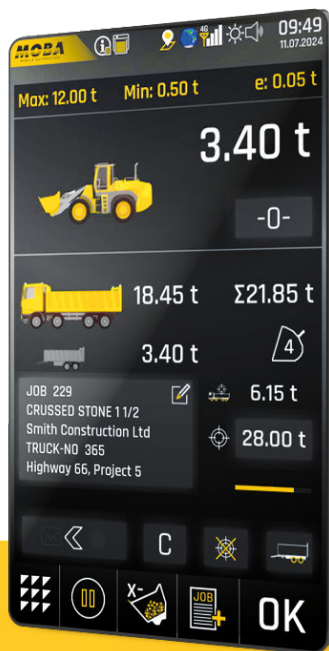 MOBA
4G
09:49
11.07.2024
Max: 12.00 t Min: 0.50 t e: 0.05 t
3.40 t
-0-
18.45 t Σ21.85 t
3.40 t 4
JOB 229
CRUSSED STONE 1 1/2
Smith Construction Ltd
TRUCK-NO 365
Highway 66, Project 5
6.15 t
28.00 t
C
X-
JOB
OK